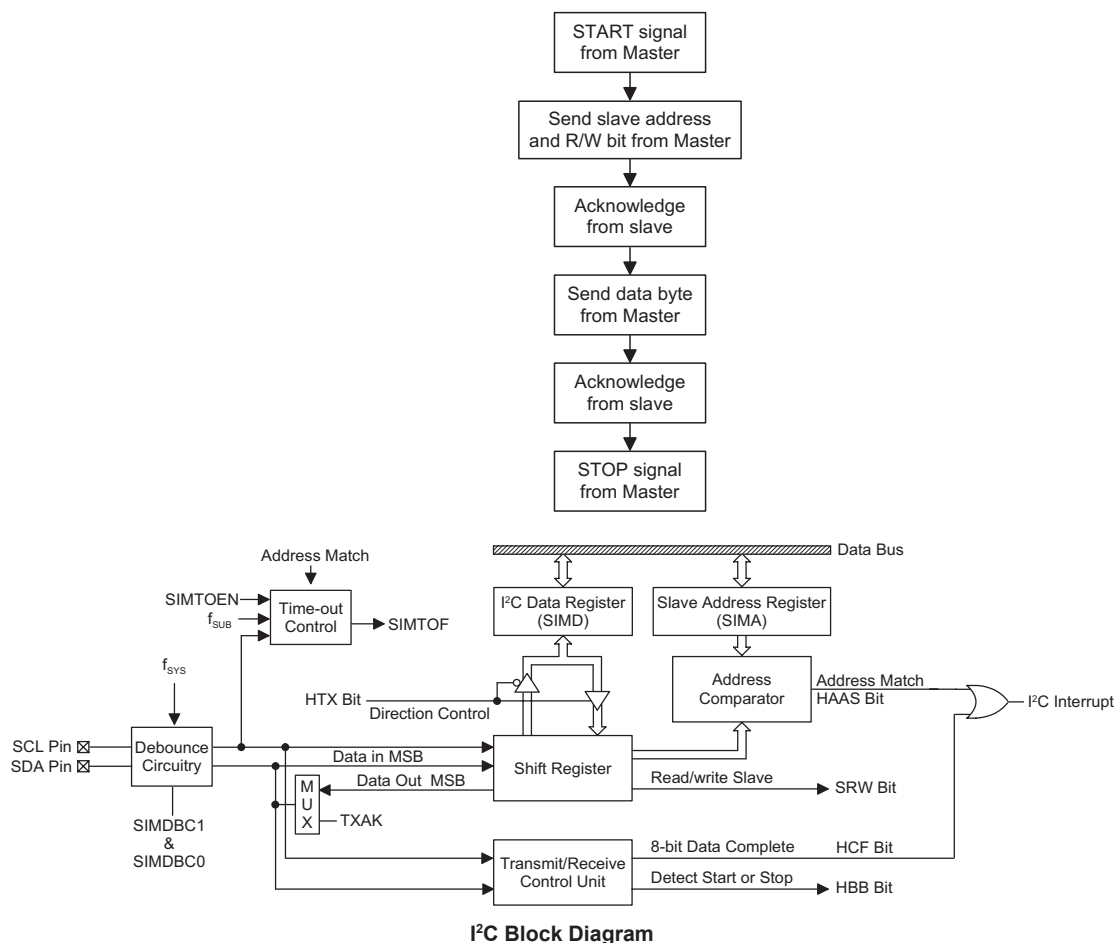 START signal
from Master
Send slave address
and R/W bit from Master
Acknowledge
from slave
Send data byte
from Master
Acknowledge
from slave
STOP signal
from Master
Data Bus
Address Match
SIMTOEN
fSUB
Time-out
Control
SIMTOF
I²C Data Register
(SIMD)
Slave Address Register
(SIMA)
fSYS
HTX Bit
Direction Control
Address
Comparator
Address Match
HAAS Bit
I²C Interrupt
SCL Pin
SDA Pin
Debounce
Circuitry
Data in MSB
Data Out MSB
Shift Register
Read/write Slave
SRW Bit
MUX
TXAK
SIMDBC1
&
SIMDBC0
Transmit/Receive
Control Unit
8-bit Data Complete
HCF Bit
Detect Start or Stop
HBB Bit
I²C Block Diagram